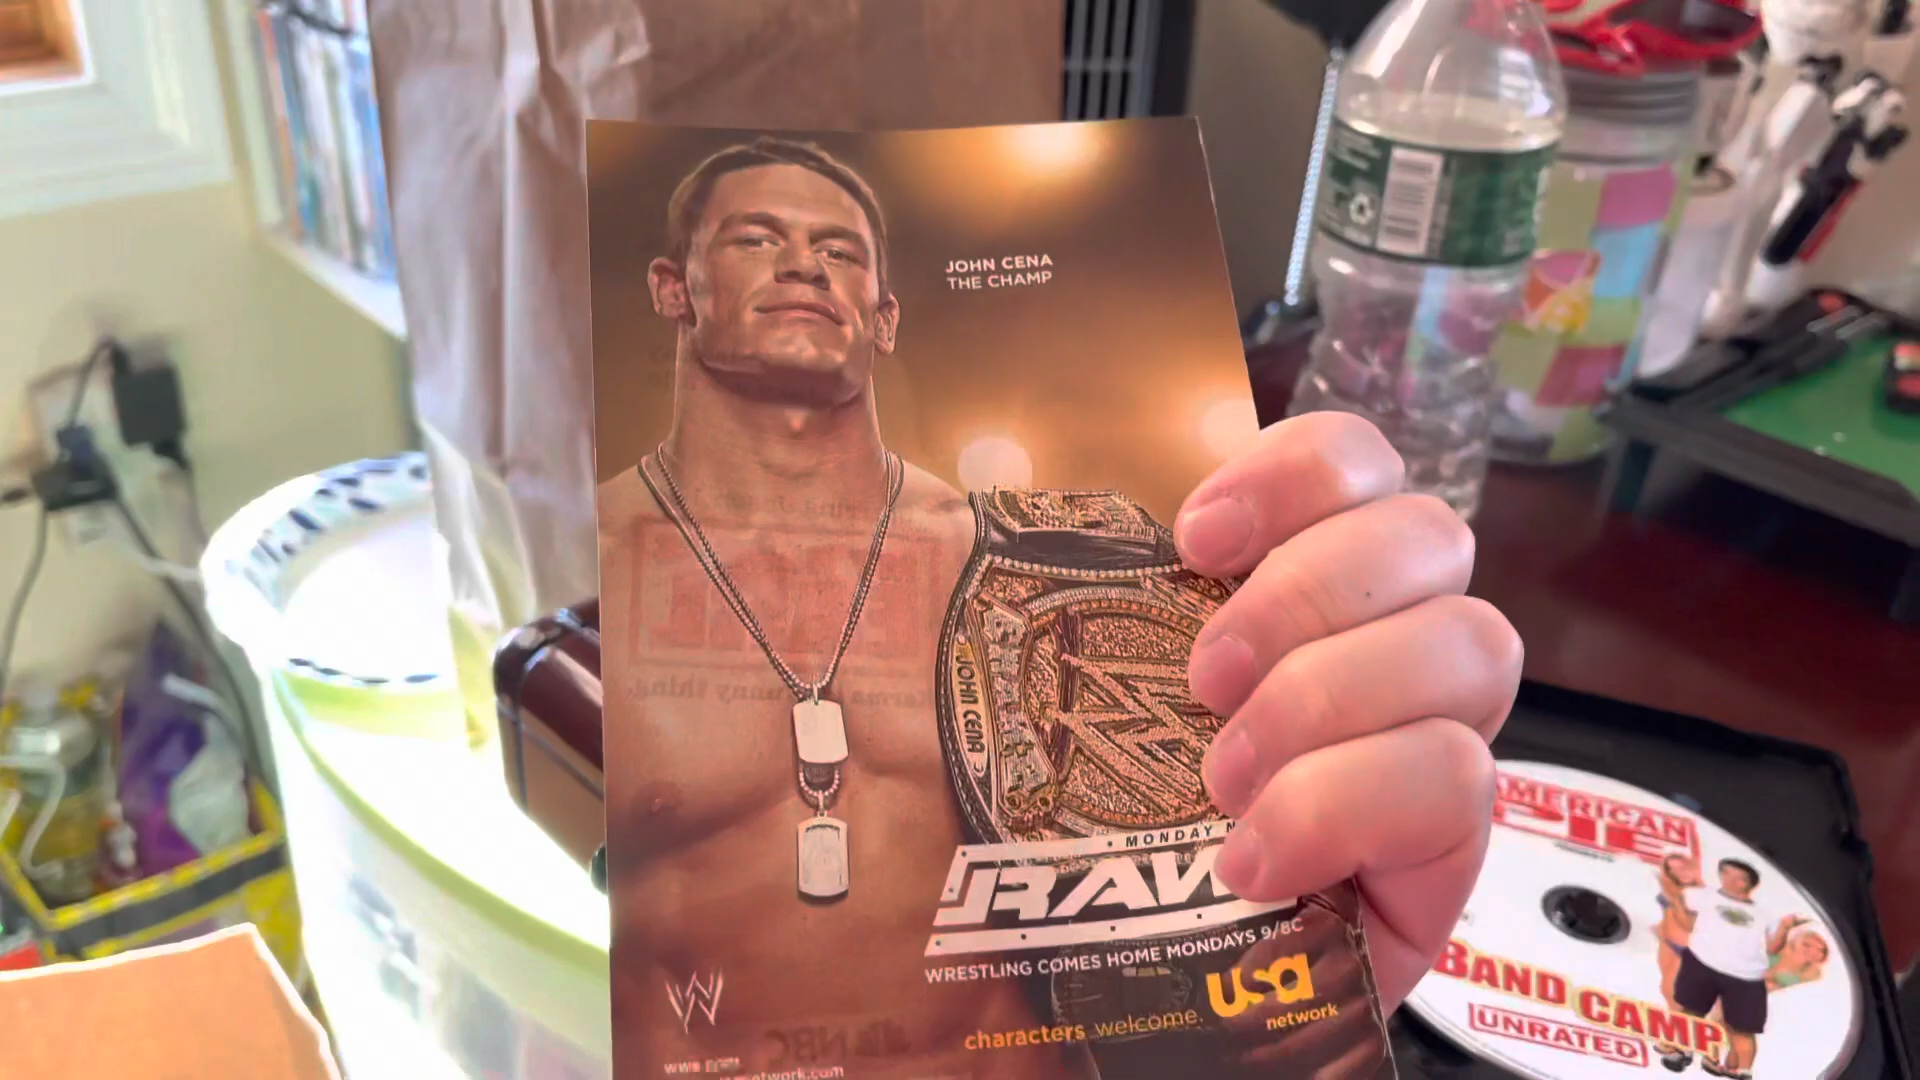 JOHN CENA
THE CHAMP
JOHN CENA
MONDAY N
RAW
WRESTLING COMES HOME MONDAYS 9/8C
W
usa
network
characters welcome.
AMERICAN
PIE
BAND CAMP
UNRATED